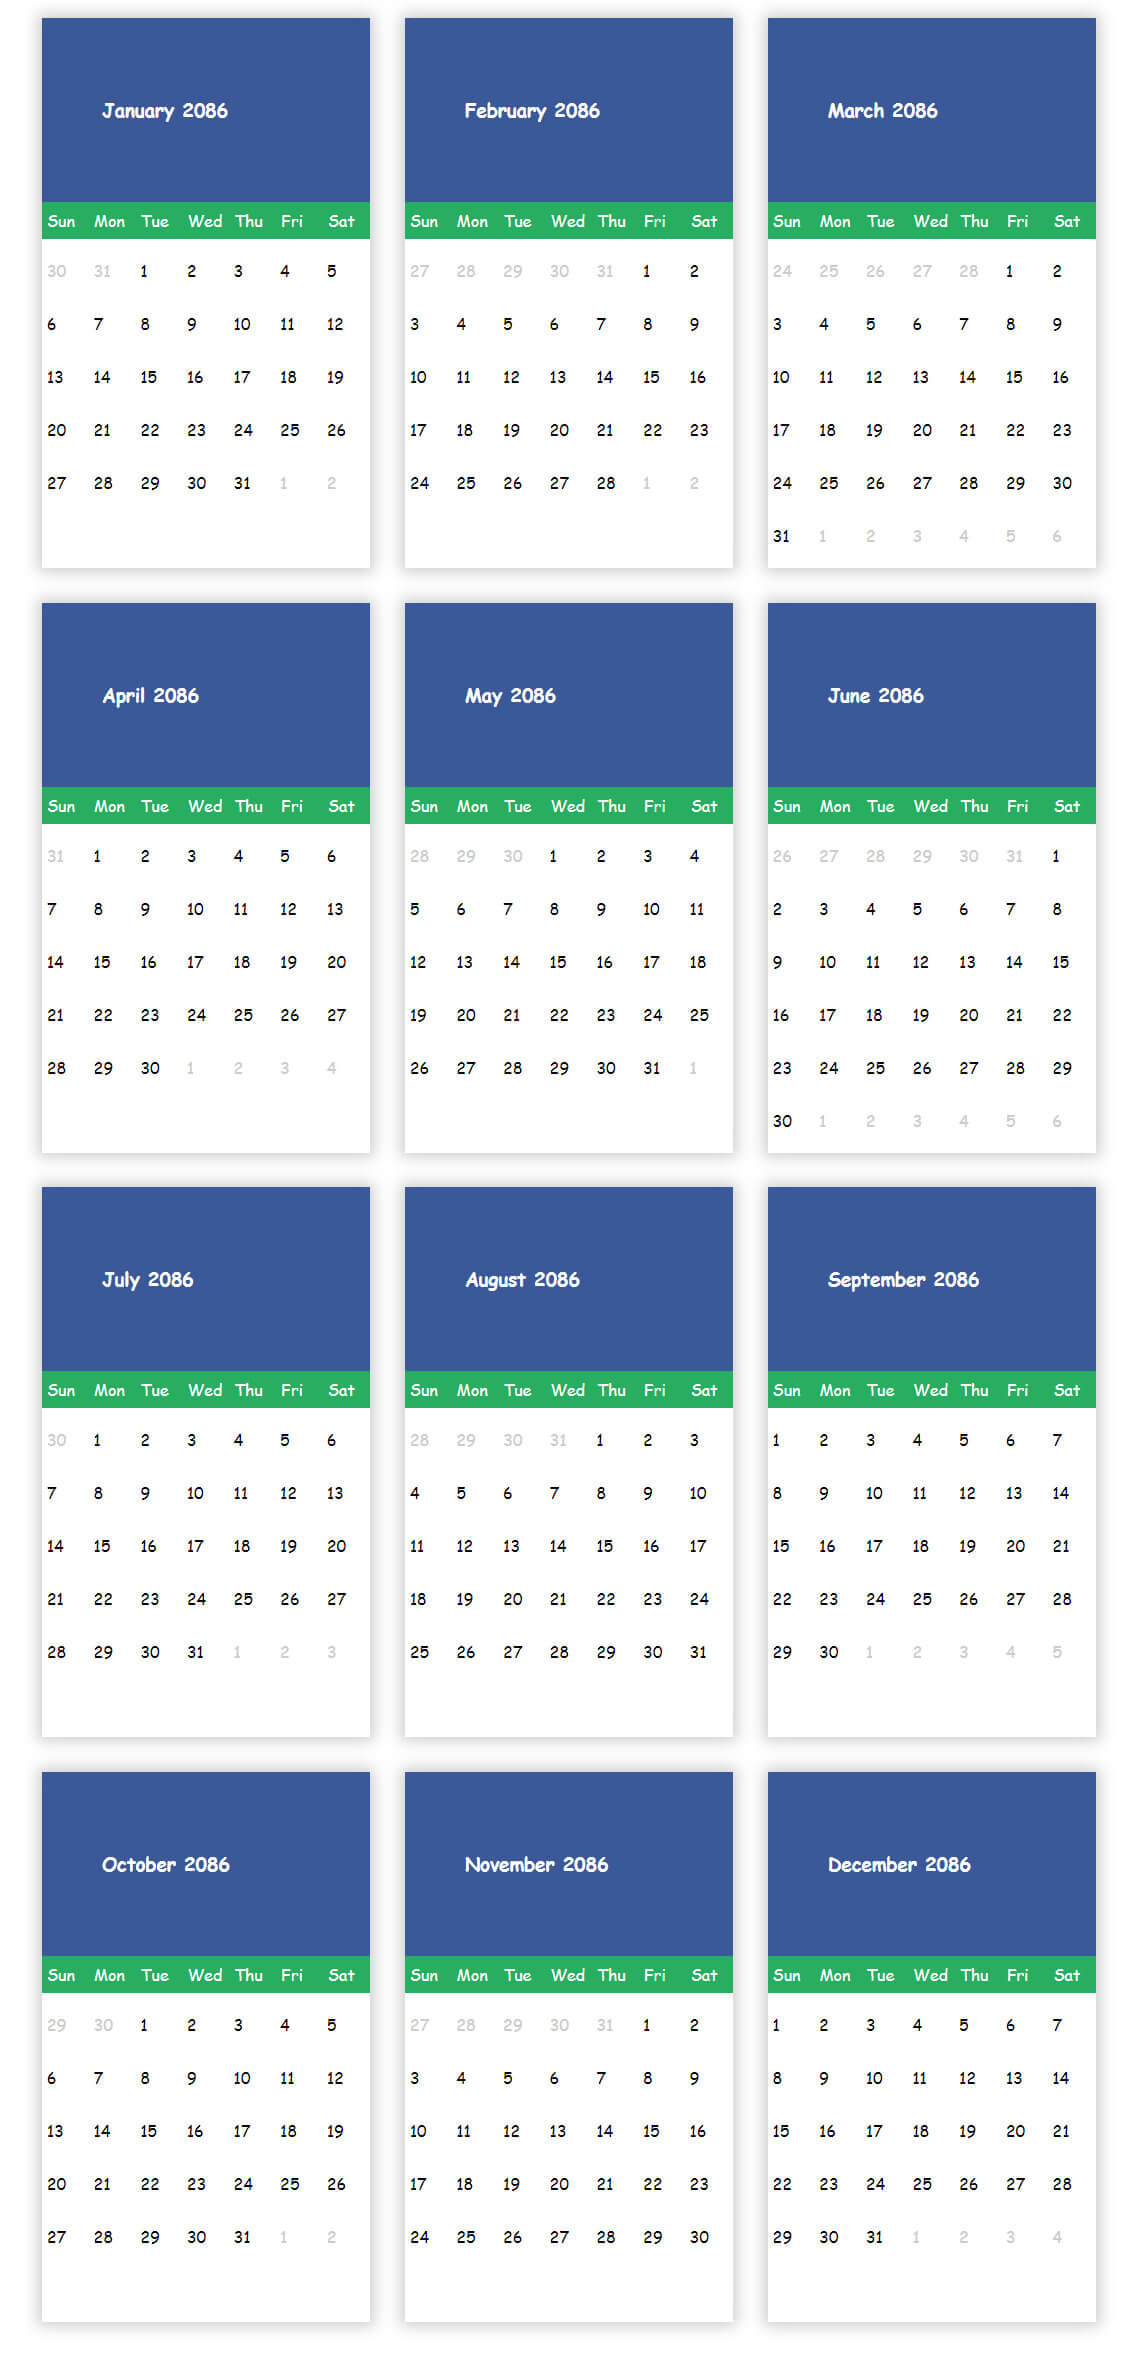 January 2086
Sun Mon Tue Wed Thu Fri Sat
30 31 1 2 3 4 5
6 7 8 9 10 11 12
13 14 15 16 17 18 19
20 21 22 23 24 25 26
27 28 29 30 31 1 2
February 2086
Sun Mon Tue Wed Thu Fri Sat
27 28 29 30 31 1 2
3 4 5 6 7 8 9
10 11 12 13 14 15 16
17 18 19 20 21 22 23
24 25 26 27 28 1 2
March 2086
Sun Mon Tue Wed Thu Fri Sat
24 25 26 27 28 1 2
3 4 5 6 7 8 9
10 11 12 13 14 15 16
17 18 19 20 21 22 23
24 25 26 27 28 29 30
31 1 2 3 4 5 6
April 2086
Sun Mon Tue Wed Thu Fri Sat
31 1 2 3 4 5 6
7 8 9 10 11 12 13
14 15 16 17 18 19 20
21 22 23 24 25 26 27
28 29 30 1 2 3 4
May 2086
Sun Mon Tue Wed Thu Fri Sat
28 29 30 1 2 3 4
5 6 7 8 9 10 11
12 13 14 15 16 17 18
19 20 21 22 23 24 25
26 27 28 29 30 31 1
June 2086
Sun Mon Tue Wed Thu Fri Sat
26 27 28 29 30 31 1
2 3 4 5 6 7 8
9 10 11 12 13 14 15
16 17 18 19 20 21 22
23 24 25 26 27 28 29
30 1 2 3 4 5 6
July 2086
Sun Mon Tue Wed Thu Fri Sat
30 1 2 3 4 5 6
7 8 9 10 11 12 13
14 15 16 17 18 19 20
21 22 23 24 25 26 27
28 29 30 31 1 2 3
August 2086
Sun Mon Tue Wed Thu Fri Sat
28 29 30 31 1 2 3
4 5 6 7 8 9 10
11 12 13 14 15 16 17
18 19 20 21 22 23 24
25 26 27 28 29 30 31
September 2086
Sun Mon Tue Wed Thu Fri Sat
1 2 3 4 5 6 7
8 9 10 11 12 13 14
15 16 17 18 19 20 21
22 23 24 25 26 27 28
29 30 1 2 3 4 5
October 2086
Sun Mon Tue Wed Thu Fri Sat
29 30 1 2 3 4 5
6 7 8 9 10 11 12
13 14 15 16 17 18 19
20 21 22 23 24 25 26
27 28 29 30 31 1 2
November 2086
Sun Mon Tue Wed Thu Fri Sat
27 28 29 30 31 1 2
3 4 5 6 7 8 9
10 11 12 13 14 15 16
17 18 19 20 21 22 23
24 25 26 27 28 29 30
December 2086
Sun Mon Tue Wed Thu Fri Sat
1 2 3 4 5 6 7
8 9 10 11 12 13 14
15 16 17 18 19 20 21
22 23 24 25 26 27 28
29 30 31 1 2 3 4